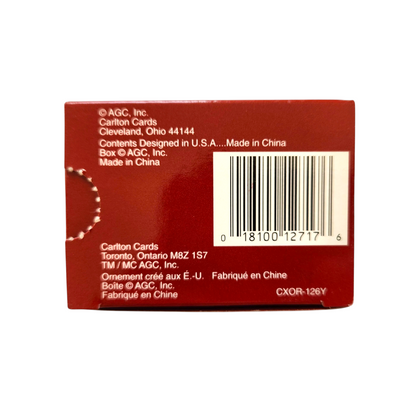 © AGC, Inc.
Carlton Cards
Cleveland, Ohio 44144
Contents Designed in U.S.A....Made in China
Box © AGC, Inc.
Made in China
0 18100 12717 6
Carlton Cards
Toronto, Ontario M8Z 1S7
TM / MC AGC, Inc.
Ornement créé aux É.-U. Fabriqué en Chine
Boîte © AGC, Inc.
Fabriqué en Chine
CXOR-126Y